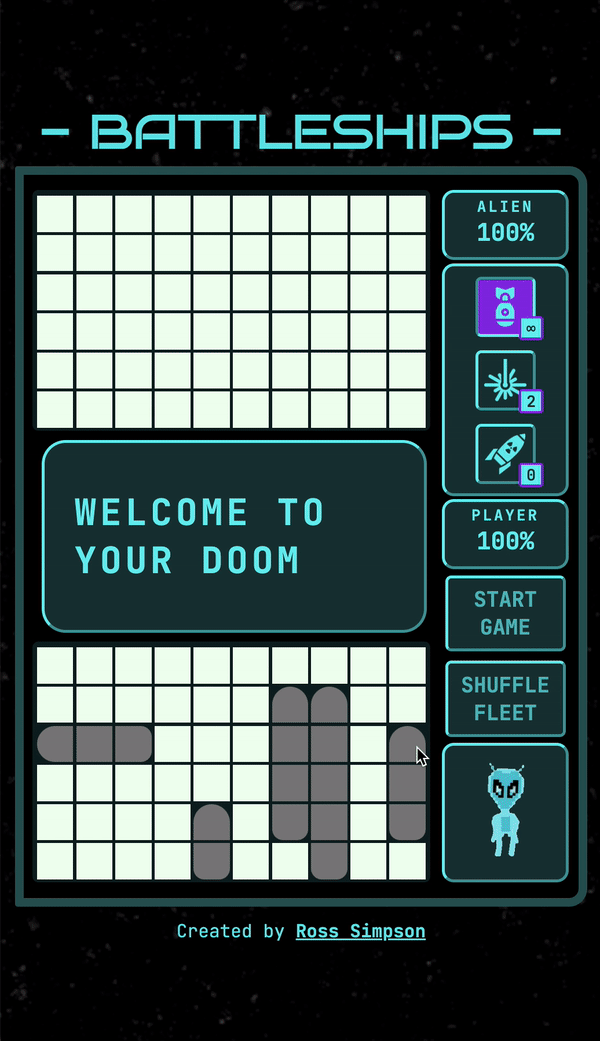 - BATTLESHIPS -
ALIEN
100%
∞
2
0
WELCOME TO
YOUR DOOM
PLAYER
100%
START
GAME
SHUFFLE
FLEET
Created by Ross Simpson